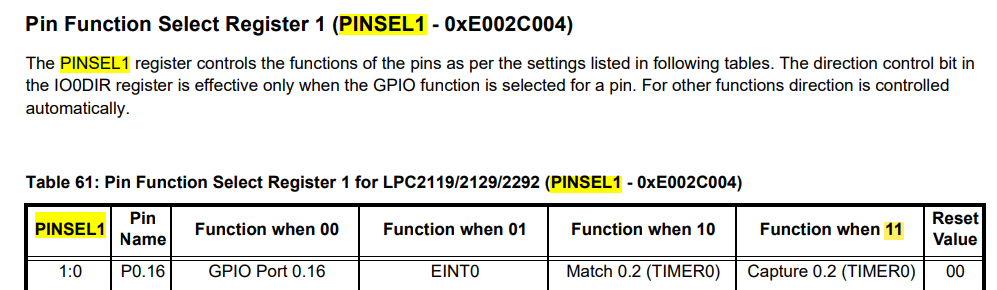 Pin Function Select Register 1 (PINSEL1 - 0xE002C004)
The PINSEL1 register controls the functions of the pins as per the settings listed in following tables. The direction control bit in
the IO0DIR register is effective only when the GPIO function is selected for a pin. For other functions direction is controlled
automatically.
Table 61: Pin Function Select Register 1 for LPC2119/2129/2292 (PINSEL1 - 0xE002C004)
PINSEL1 Pin Name Function when 00 Function when 01 Function when 10 Function when 11 Reset Value
1:0 P0.16 GPIO Port 0.16 EINT0 Match 0.2 (TIMER0) Capture 0.2 (TIMER0) 00